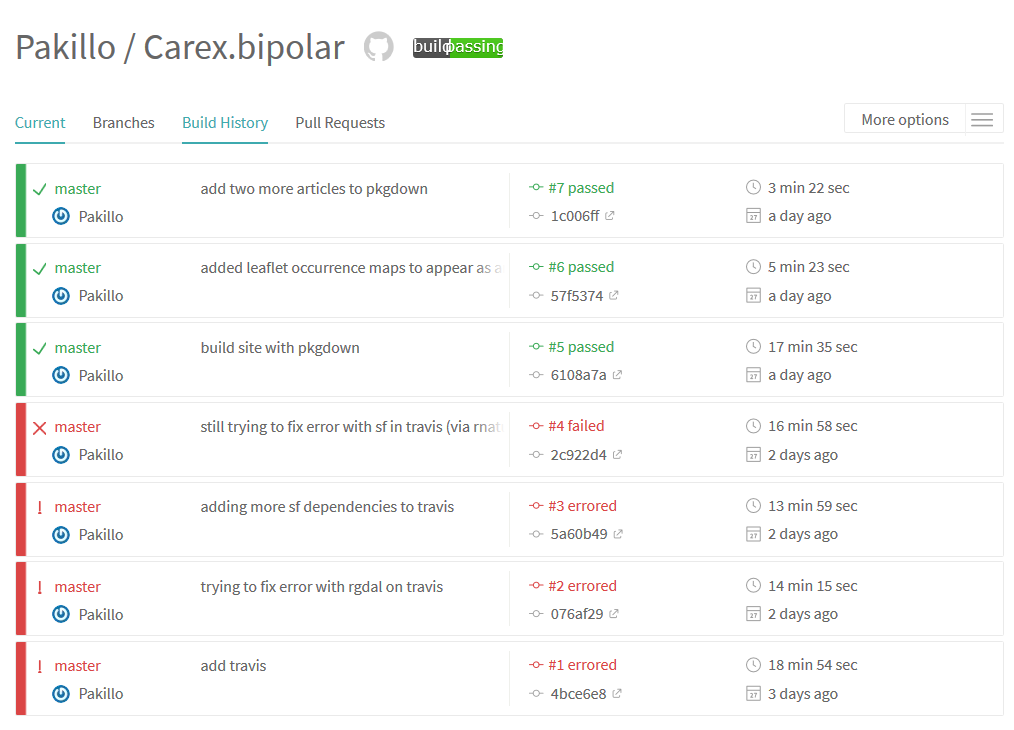 Pakillo / Carex.bipolar build passing
Current Branches Build History Pull Requests More options
master add two more articles to pkgdown #7 passed 3 min 22 sec
Pakillo 1c006ff 27 a day ago
master added leaflet occurrence maps to appear as a #6 passed 5 min 23 sec
Pakillo 57f5374 27 a day ago
master build site with pkgdown #5 passed 17 min 35 sec
Pakillo 6108a7a 27 a day ago
master still trying to fix error with sf in travis (via rnat #4 failed 16 min 58 sec
Pakillo 2c922d4 27 2 days ago
! master adding more sf dependencies to travis #3 errored 13 min 59 sec
Pakillo 5a60b49 27 2 days ago
! master trying to fix error with rgdal on travis #2 errored 14 min 15 sec
Pakillo 076af29 27 2 days ago
! master add travis #1 errored 18 min 54 sec
Pakillo 4bce6e8 27 3 days ago